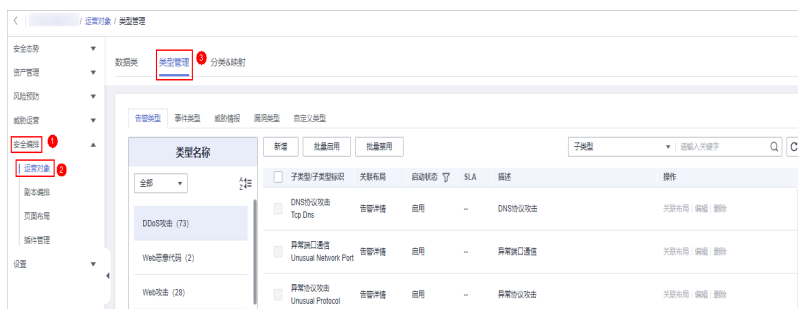 / 运营对象 / 类型管理
安全态势
资产管理
风险预防
威胁运营
安全编排 1
运营对象 2
剧本编排
页面布局
插件管理
设置
数据类 类型管理 3 分类&映射
告警类型 事件类型 威胁情报 漏洞类型 自定义类型
类型名称
全部 A Z
DDoS攻击 (73)
Web恶意代码 (2)
Web攻击 (28)
新增 批量启用 批量禁用 子类型 请输入关键字
子类型/子类型标识 关联布局 启动状态 SLA 描述 操作
DNS协议攻击 告警详情 启用 -- DNS协议攻击 关联布局 编辑 删除
Tcp Dns
异常端口通信 告警详情 启用 -- 异常端口通信 关联布局 编辑 删除
Unusual Network Port
异常协议攻击 告警详情 启用 -- 异常协议攻击 关联布局 编辑 删除
Unusual Protocol